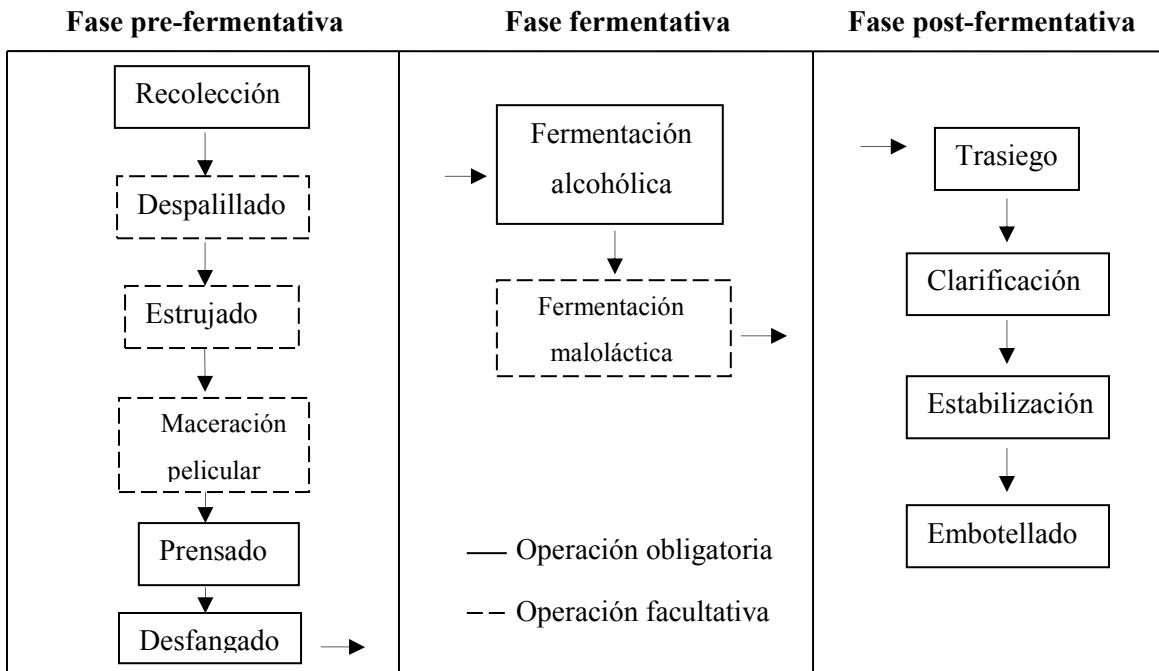 Fase pre-fermentativa
Recolección
Despalillado
Estrujado
Maceración
pelicular
Prensado
Desfangado
Fase fermentativa
Fermentación
alcohólica
Fermentación
maloláctica
Operación obligatoria
Operación facultativa
Fase post-fermentativa
Trasiego
Clarificación
Estabilización
Embotellado